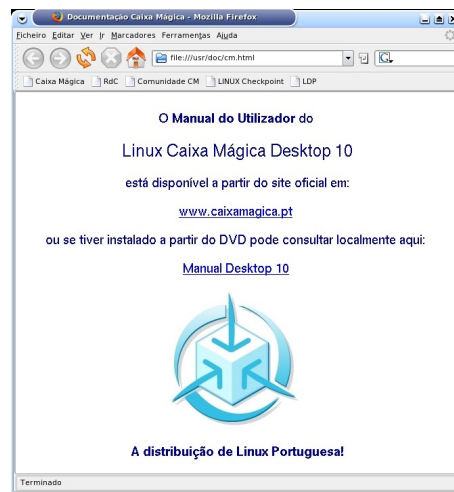 Documentação Caixa Mágica - Mozilla Firefox
Ficheiro Editar Ver Ir Marcadores Ferramentas Ajuda
file:///usr/doc/cm.html
Caixa Mágica RdC Comunidade CM LINUX Checkpoint LDP
O Manual do Utilizador do
Linux Caixa Mágica Desktop 10
está disponível a partir do site oficial em:
www.caixamagica.pt
ou se tiver instalado a partir do DVD pode consultar localmente aqui:
Manual Desktop 10
A distribuição de Linux Portuguesa!
Terminado